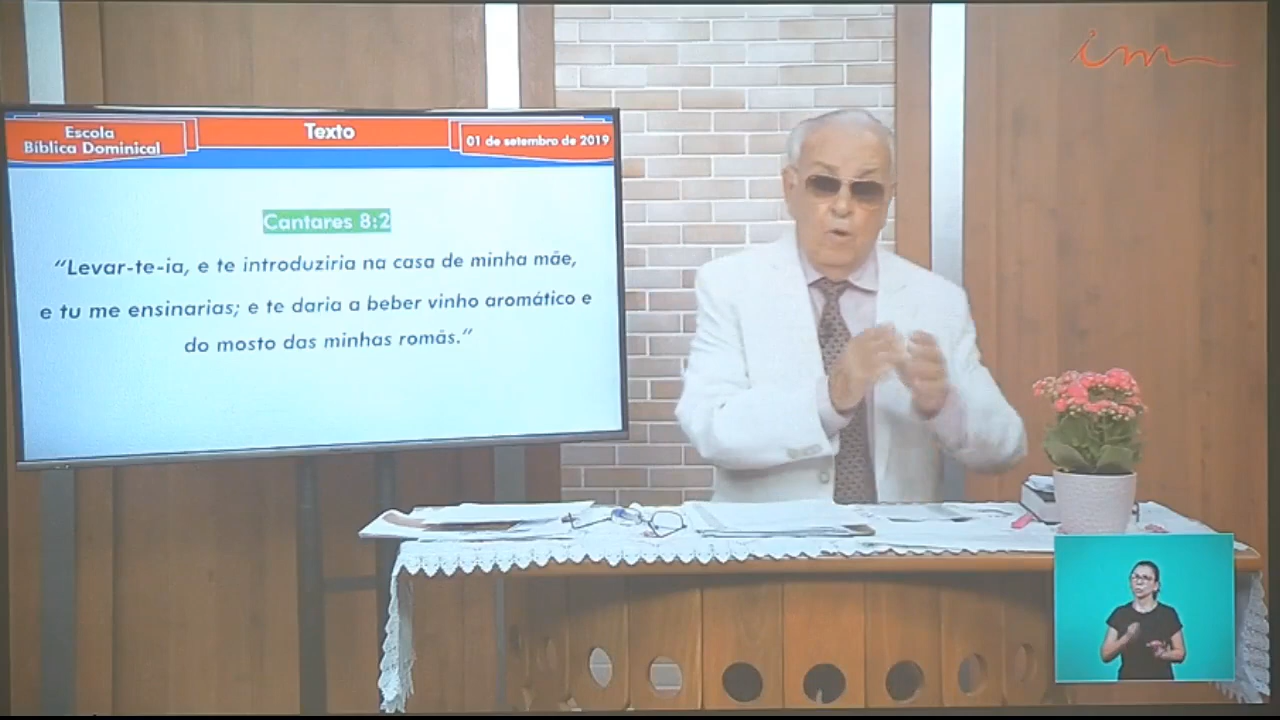 Escola
Bíblica Dominical
Texto
01 de setembro de 2019
Cantares 8:2
“Levar-te-ia, e te introduziria na casa de minha mãe,
e tu me ensinarias; e te daria a beber vinho aromático e
do mosto das minhas romãs.”
im